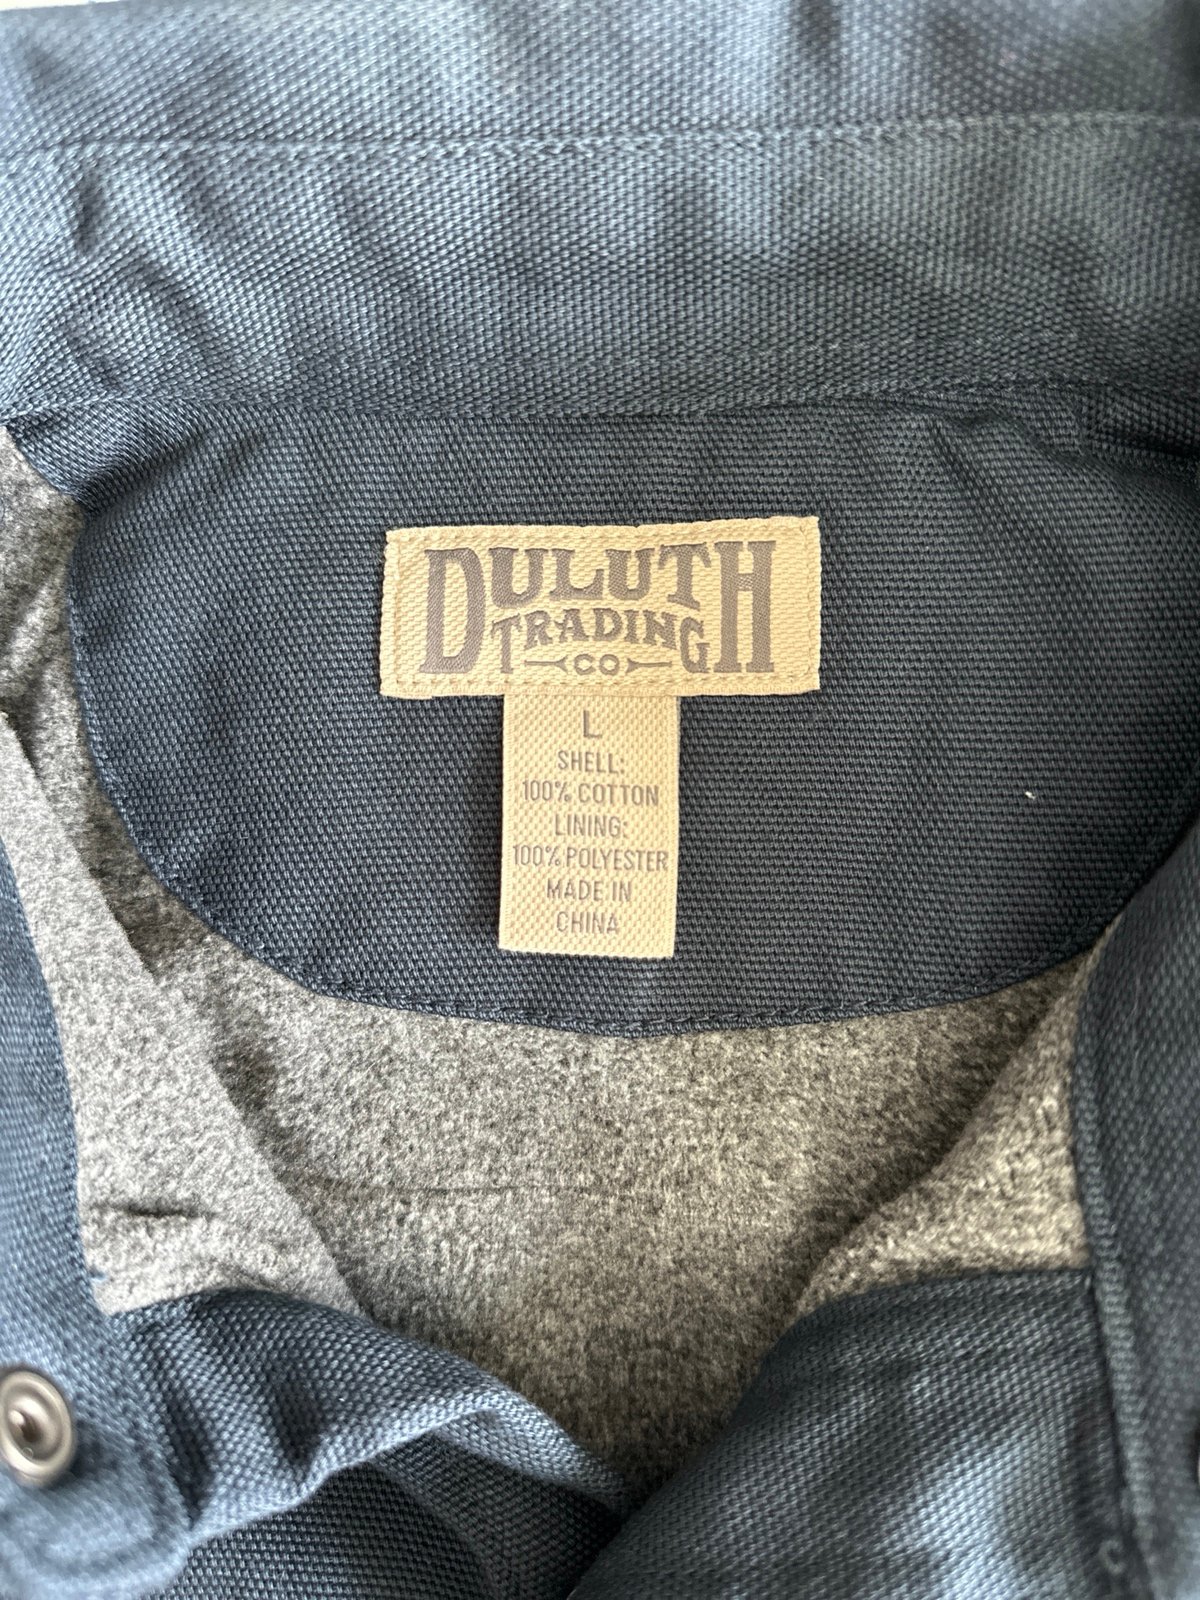 DULUTH
TRADING
CO
L
SHELL:
100% COTTON
LINING:
100% POLYESTER
MADE IN
CHINA